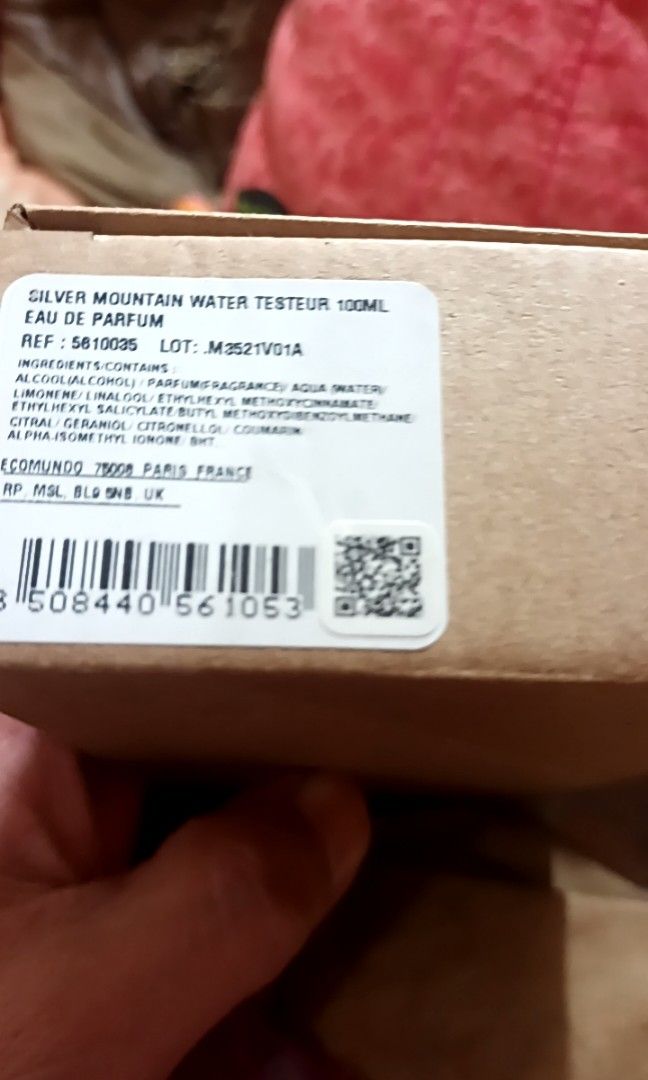 SILVER MOUNTAIN WATER TESTEUR 100ML
EAU DE PARFUM
REF : 5610035 LOT: .M3521V01A
INGREDIENTS/CONTAINS :
ALCOOL(ALCOHOL) / PARFUM(FRAGRANCE)/ AQUA (WATER)/
LIMONENE/ LINALOOL/ ETHYLHEXYL METHOXYCINNAMATE/
ETHYLHEXYL SALICYLATE/BUTYL METHOXYDIBENZOYLMETHANE/
CITRAL/ GERANIOL/ CITRONELLOL/ COUMARIN/
ALPHA-ISOMETHYL IONONE/ BHT
ECOMUNDO 75008 PARIS FRANCE
RP, MSL, BL9 5NB, UK
508440 561053